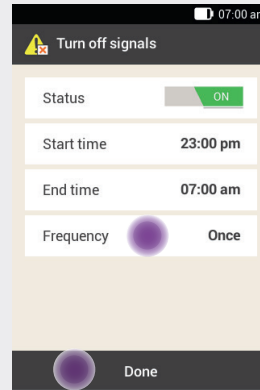 07:00 am
Turn off signals
Status ON
Start time 23:00 pm
End time 07:00 am
Frequency Once
Done